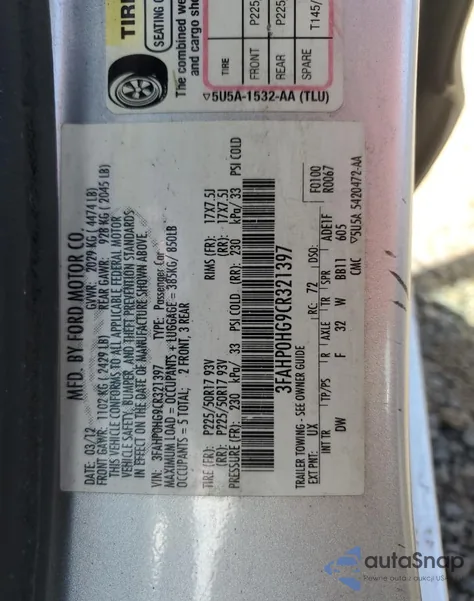 TIRE
SEATING
The combined we
and cargo sho
TIRE
FRONT P225
REAR P225
SPARE T145/
5U5A-1532-AA (TLU)
MFD. BY FORD MOTOR CO.
DATE: 03/12 GVWR: 2029 KG (4474 LB)
FRONT GAWR: 1102 KG (2429 LB) REAR GAWR: 928 KG (2045 LB)
THIS VEHICLE CONFORMS TO ALL APPLICABLE FEDERAL MOTOR
VEHICLE SAFETY, BUMPER, AND THEFT PREVENTION STANDARDS
IN EFFECT ON THE DATE OF MANUFACTURE SHOWN ABOVE.
VIN: 3FAHP0HG9CR321397 TYPE: Passenger Car
MAXIMUM LOAD = OCCUPANTS + LUGGAGE = 385KG/ 850LB
OCCUPANTS = 5 TOTAL: 2 FRONT, 3 REAR
TIRE (FR): P225/50R17 93V RIMS (FR): 17X7.5J
(RR): P225/50R17 93V (RR): 17X7.5J
PRESSURE (FR): 230 kPa/ 33 PSI COLD (RR): 230 kPa/ 33 PSI COLD
3FAHP0HG9CR321397
TRAILER TOWING - SEE OWNER GUIDE F0100
EXT PNT: UX RC: 72 DSO: R0067
INT TR TP/PS R AXLE TR SPR ADE1F
DW F 32 W BB11 605
CMC 5U5A 5420472-AA
autaSnap